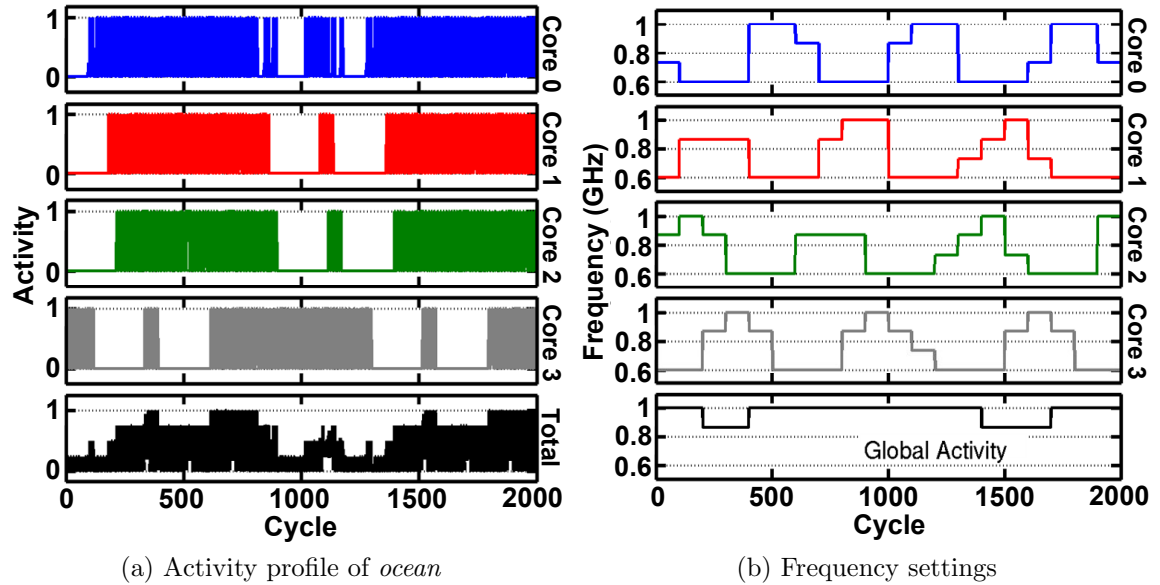 1
0
Core 0
1
0
Core 1
1
0
Core 2
1
0
Core 3
1
0
Total
Activity
0 500 1000 1500 2000
Cycle
(a) Activity profile of ocean
1
0.8
0.6
Core 0
1
0.8
0.6
Core 1
1
0.8
0.6
Core 2
1
0.8
0.6
Core 3
1
0.8
0.6
Global Activity
Frequency (GHz)
0 500 1000 1500 2000
Cycle
(b) Frequency settings